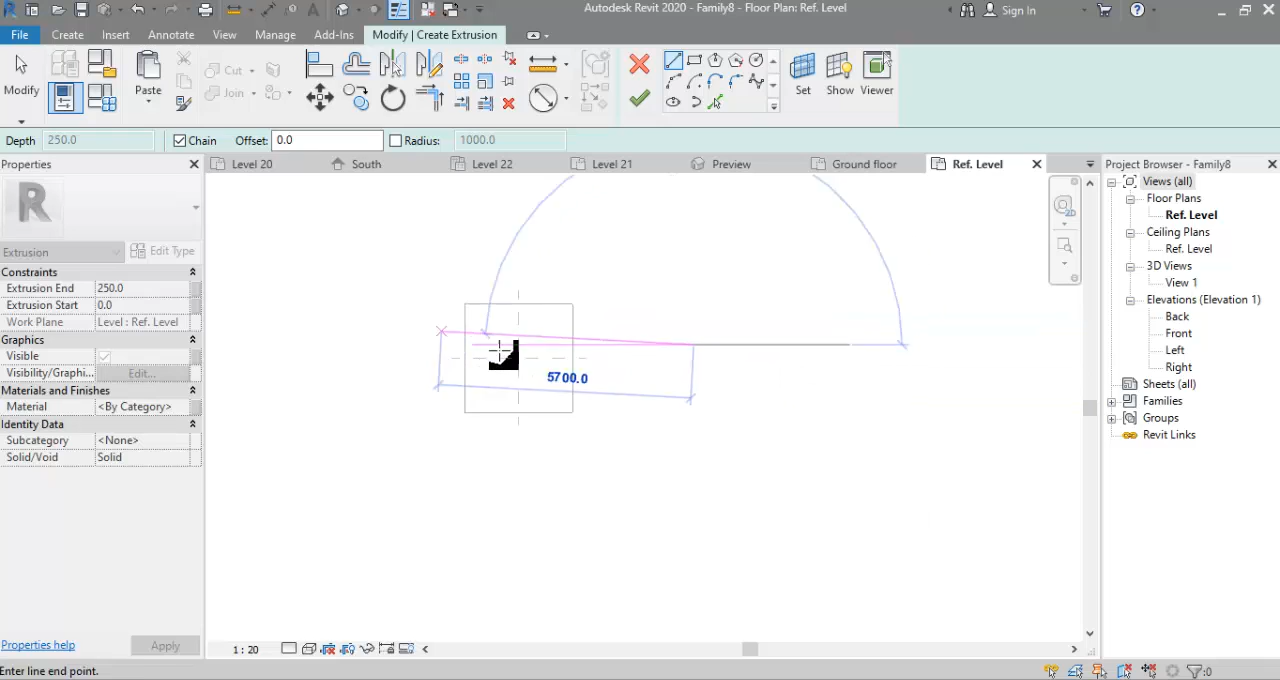 Autodesk Revit 2020 - Family8 - Floor Plan: Ref. Level
Sign In
File Create Insert Annotate View Manage Add-Ins Modify | Create Extrusion
Modify
Paste
Cut
Join
Set Show Viewer
Depth 250.0 Chain Offset: 0.0 Radius: 1000.0
Properties
Level 20 South Level 22 Level 21 Preview Ground floor Ref. Level
Project Browser - Family8
Extrusion Edit Type
Constraints
Extrusion End 250.0
Extrusion Start 0.0
Work Plane Level : Ref. Level
Graphics
Visible
Visibility/Graphi... Edit...
Materials and Finishes
Material <By Category>
Identity Data
Subcategory <None>
Solid/Void Solid
Properties help Apply
5700.0
Views (all)
Floor Plans
Ref. Level
Ceiling Plans
Ref. Level
3D Views
View 1
Elevations (Elevation 1)
Back
Front
Left
Right
Sheets (all)
Families
Groups
Revit Links
1 : 20
Enter line end point.
:0